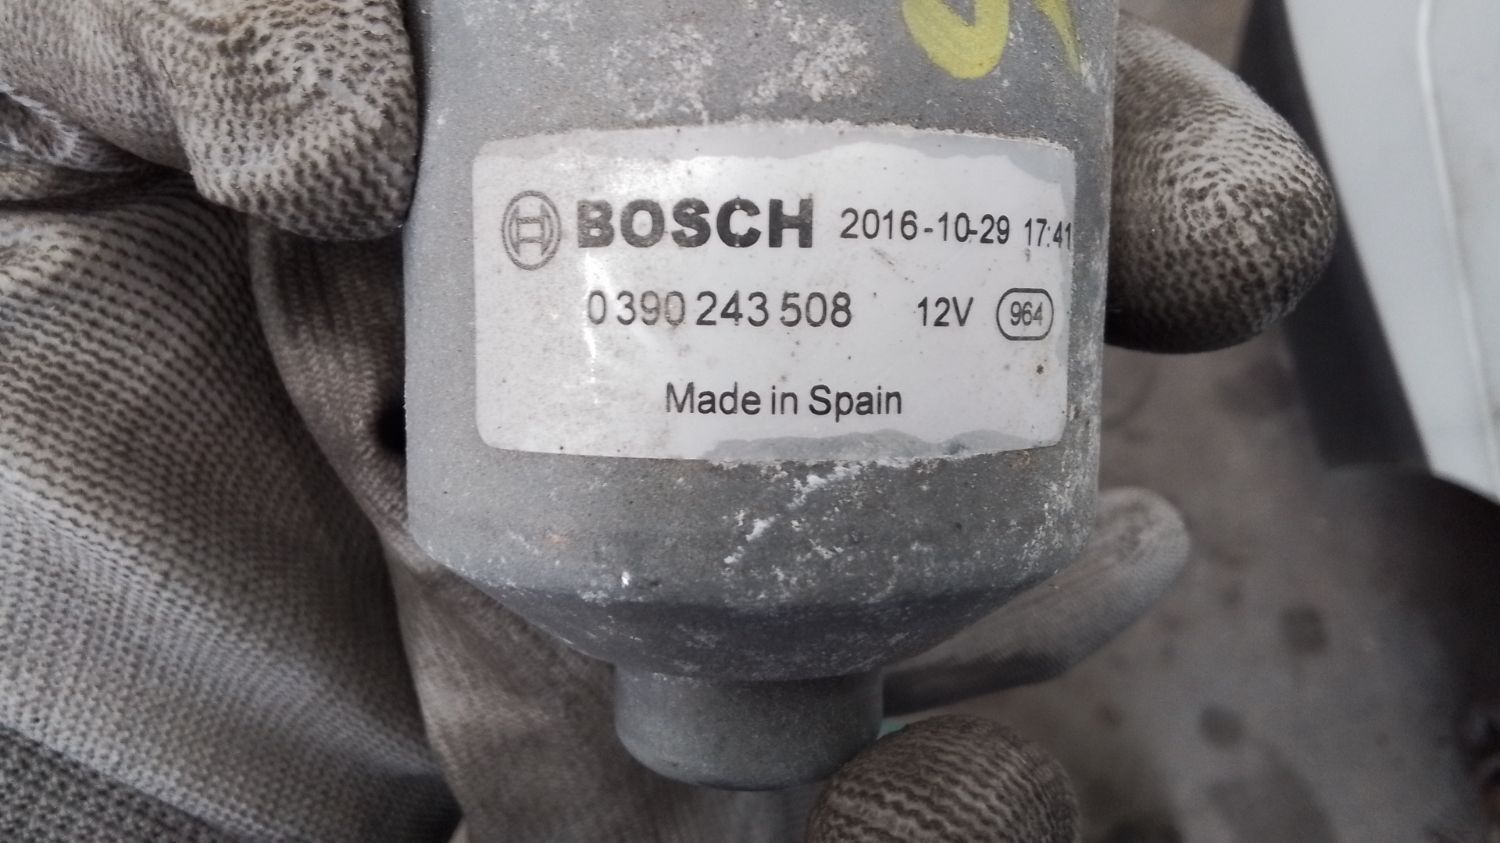 BOSCH 2016-10-29 17:41
0 390 243 508 12V 964
Made in Spain